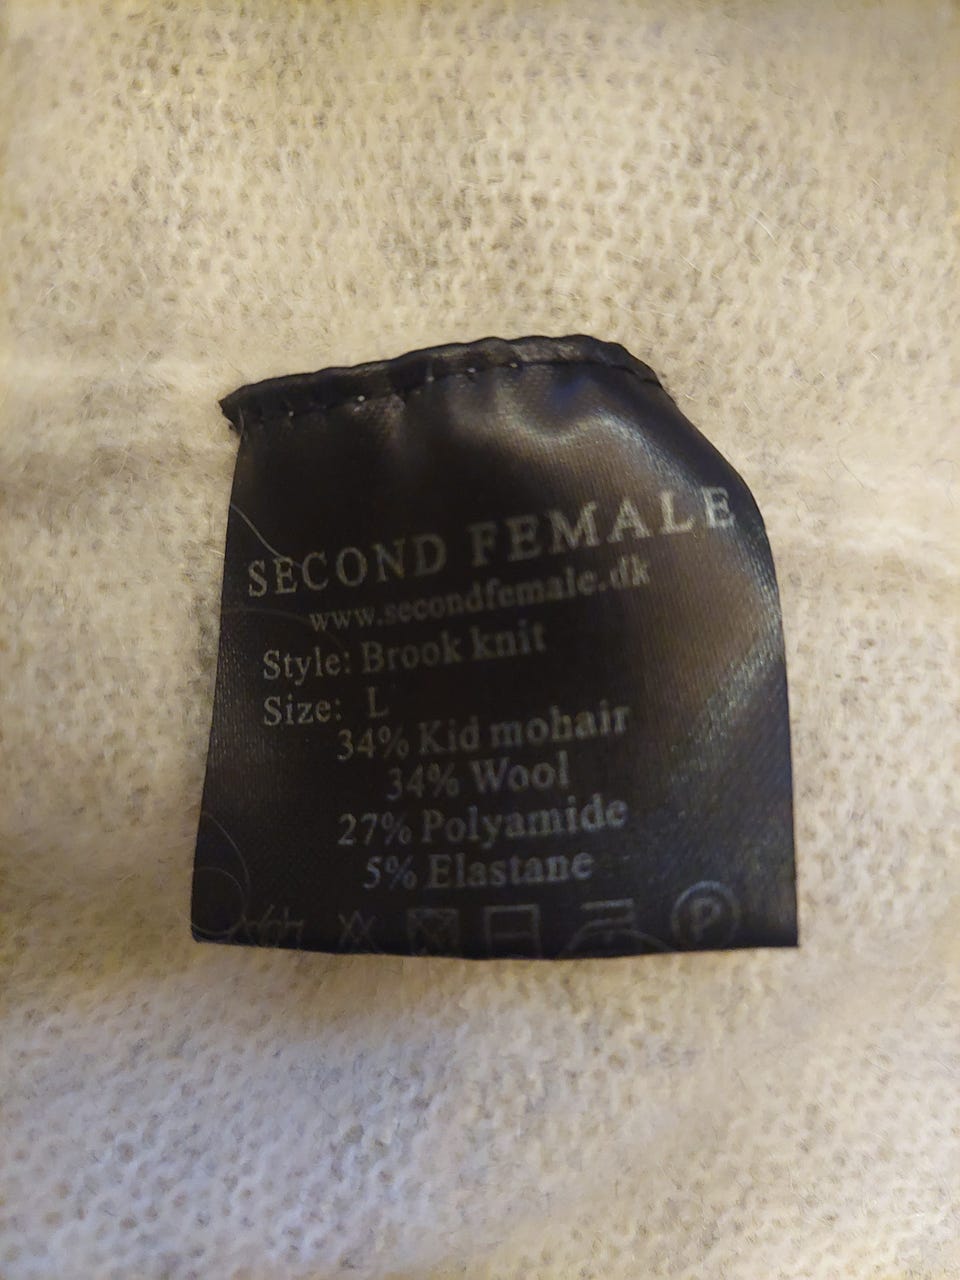 SECOND FEMALE
www.secondfemale.dk
Style: Brook knit
Size: L
34% Kid mohair
34% Wool
27% Polyamide
5% Elastane
P